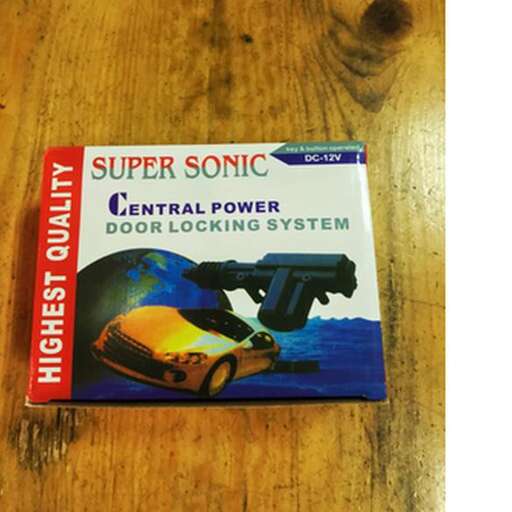 HIGHEST QUALITY
SUPER SONIC
key & button operated
DC-12V
CENTRAL POWER
DOOR LOCKING SYSTEM